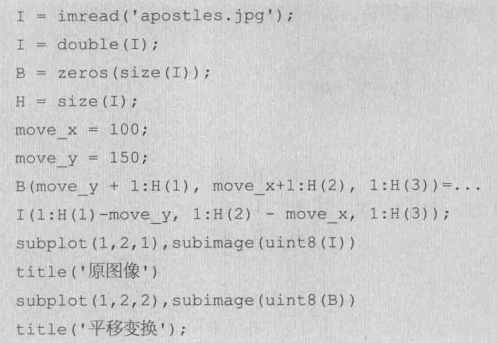 I = imread('apostles.jpg');
I = double(I);
B = zeros(size(I));
H = size(I);
move_x = 100;
move_y = 150;
B(move_y + 1:H(1), move_x+1:H(2), 1:H(3))=...
I(1:H(1)-move_y, 1:H(2) - move_x, 1:H(3));
subplot(1,2,1),subimage(uint8(I))
title('原图像')
subplot(1,2,2),subimage(uint8(B))
title('平移变换');